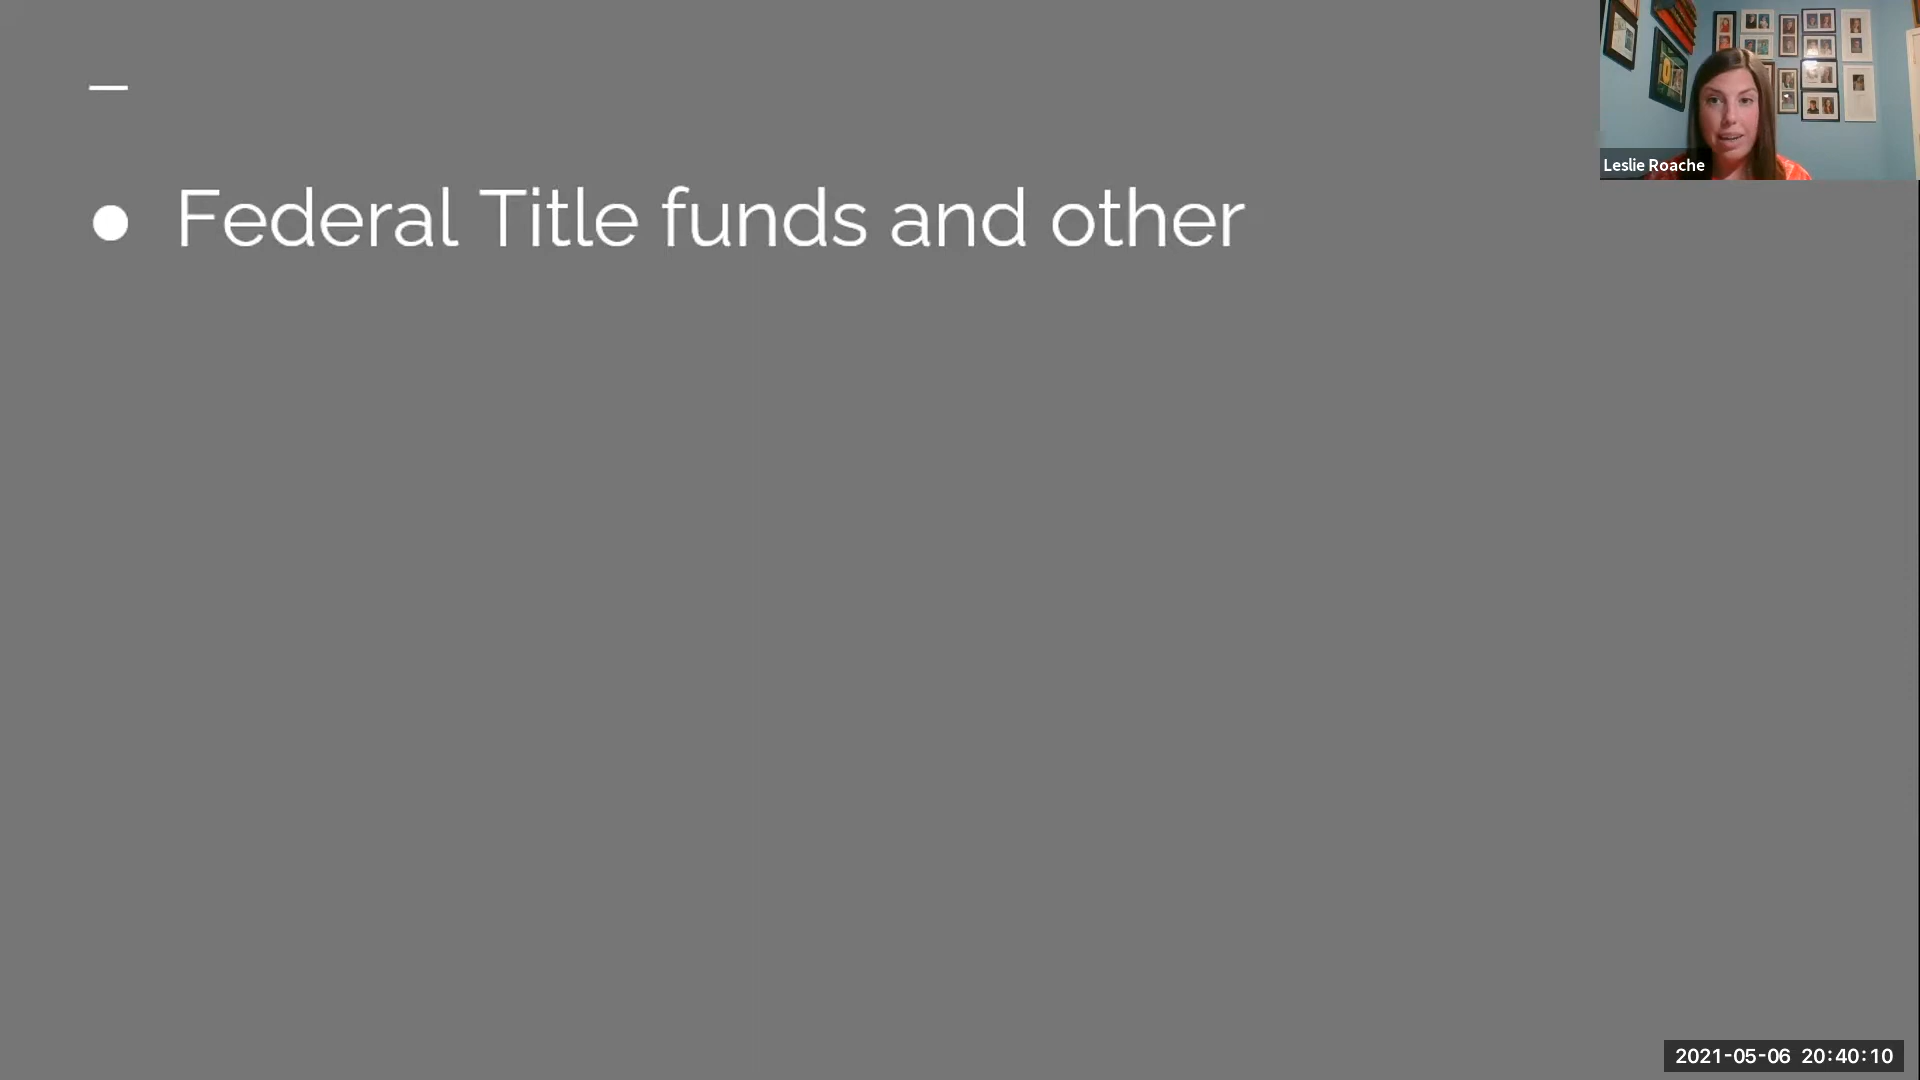 Leslie Roache
● Federal Title funds and other
2021-05-06 20:40:10